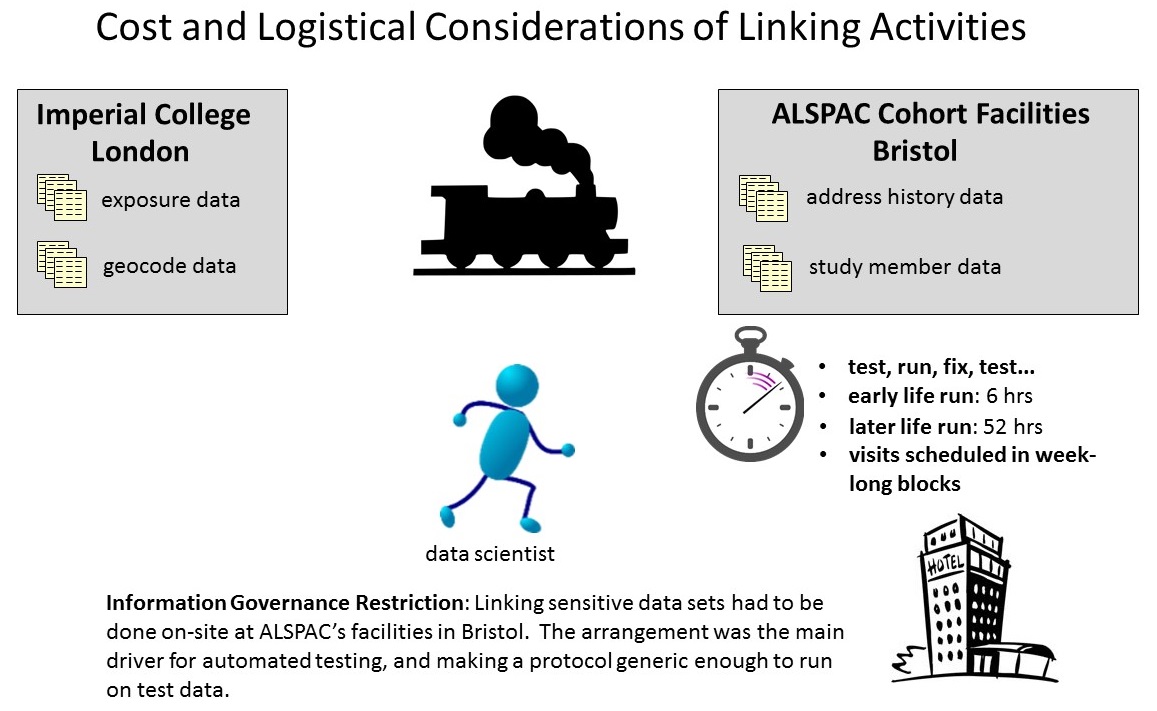 Cost and Logistical Considerations of Linking Activities
Imperial College
London
exposure data
geocode data
ALSPAC Cohort Facilities
Bristol
address history data
study member data
• test, run, fix, test...
• early life run: 6 hrs
• later life run: 52 hrs
• visits scheduled in week-
long blocks
data scientist
HOTEL
Information Governance Restriction: Linking sensitive data sets had to be
done on-site at ALSPAC's facilities in Bristol.  The arrangement was the main
driver for automated testing, and making a protocol generic enough to run
on test data.